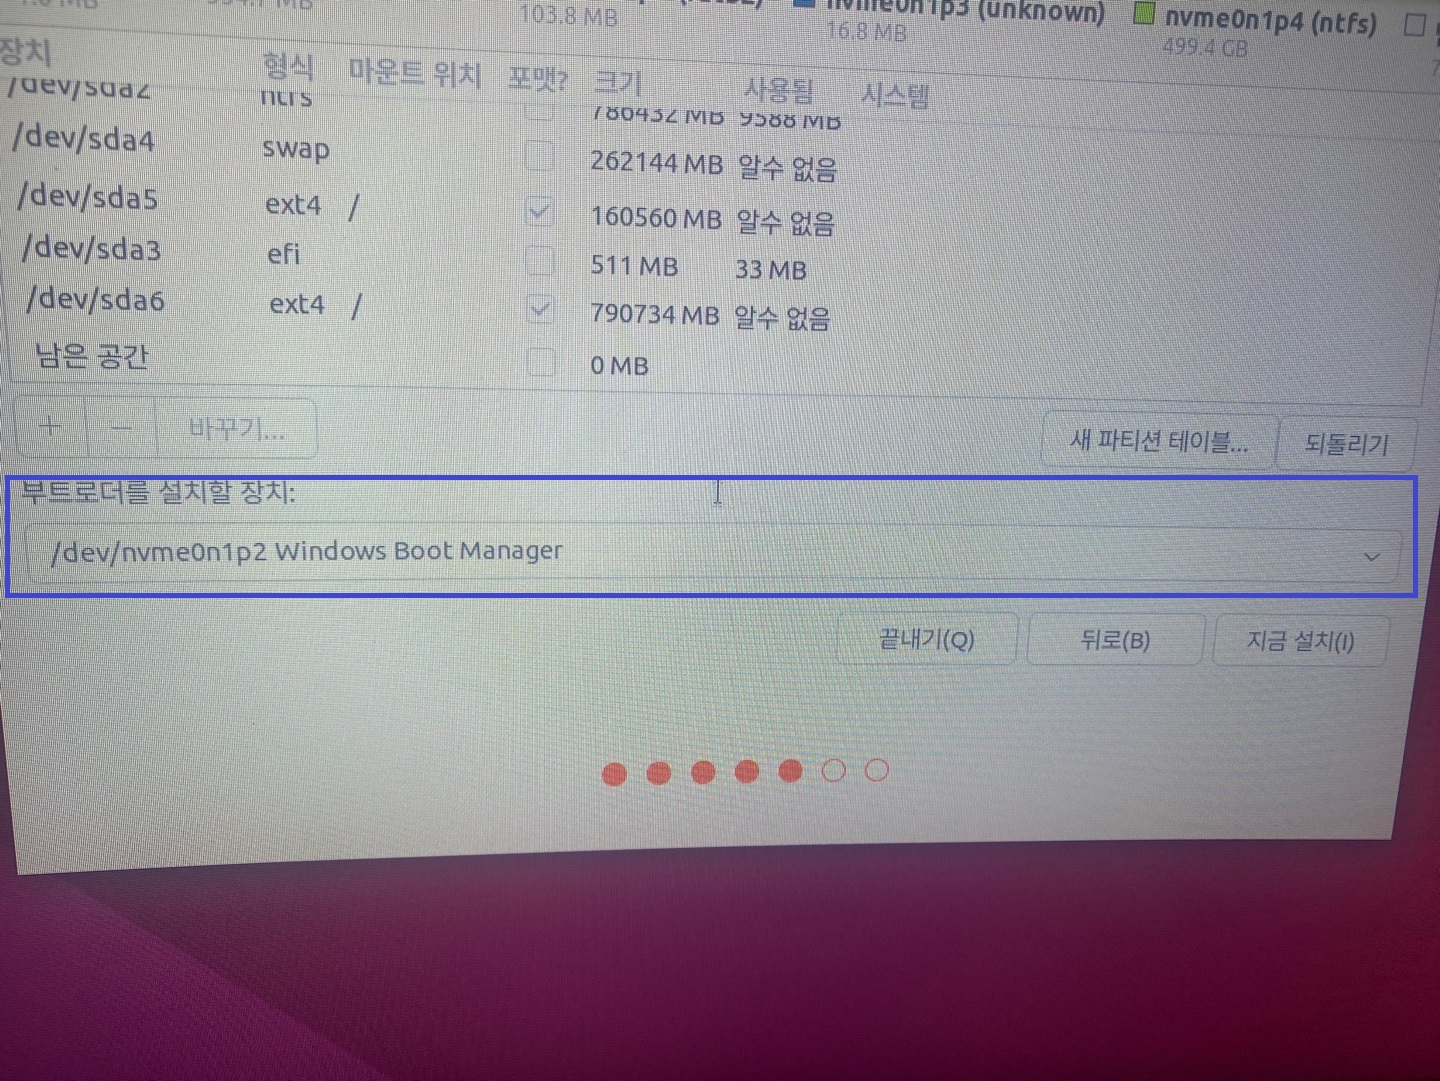 nvme0n1p3 (unknown) nvme0n1p4 (ntfs)
103.8 MB 16.8 MB 499.4 GB
장치 형식 마운트 위치 포맷? 크기 사용됨 시스템
/dev/sda2 ntfs 786432 MB 9588 MB
/dev/sda4 swap 262144 MB 알수 없음
/dev/sda5 ext4 / 160560 MB 알수 없음
/dev/sda3 efi 511 MB 33 MB
/dev/sda6 ext4 / 790734 MB 알수 없음
남은 공간 0 MB
+ − 바꾸기... 새 파티션 테이블... 되돌리기
부트로더를 설치할 장치:
/dev/nvme0n1p2 Windows Boot Manager
끝내기(Q) 뒤로(B) 지금 설치(I)